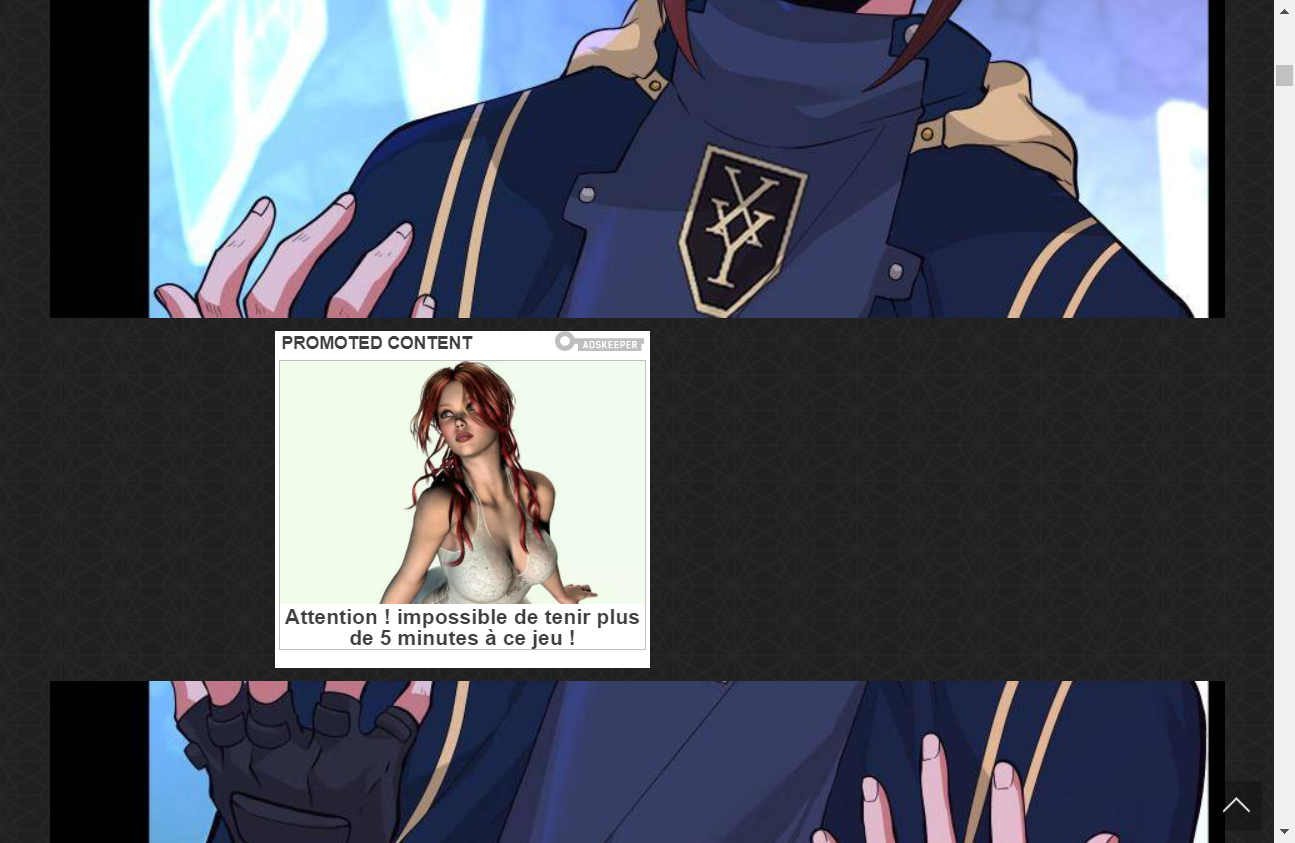 PROMOTED CONTENT
ADSKEEPER
Attention ! impossible de tenir plus
de 5 minutes à ce jeu !